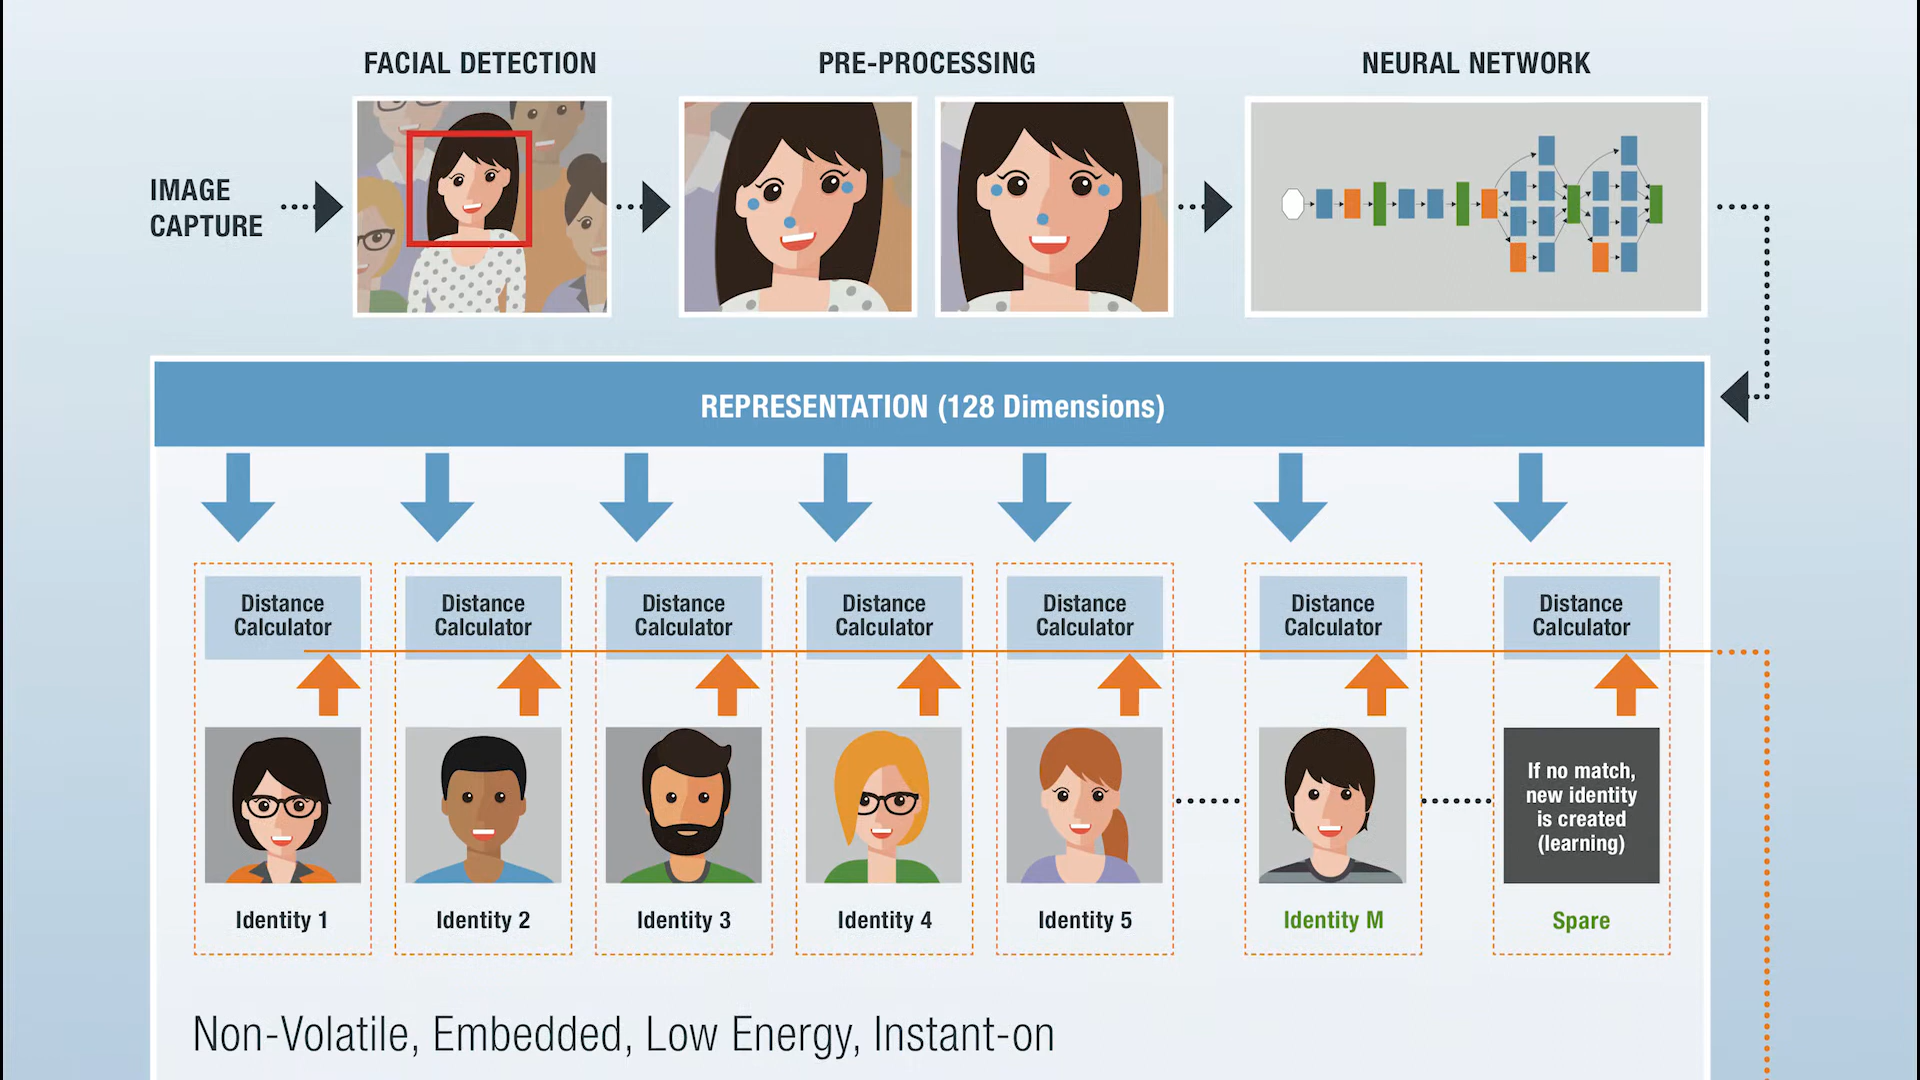 FACIAL DETECTION
PRE-PROCESSING
NEURAL NETWORK
IMAGE
CAPTURE
REPRESENTATION (128 Dimensions)
Distance
Calculator
Distance
Calculator
Distance
Calculator
Distance
Calculator
Distance
Calculator
Distance
Calculator
Distance
Calculator
If no match,
new identity
is created
(learning)
Identity 1
Identity 2
Identity 3
Identity 4
Identity 5
Identity M
Spare
Non-Volatile, Embedded, Low Energy, Instant-on